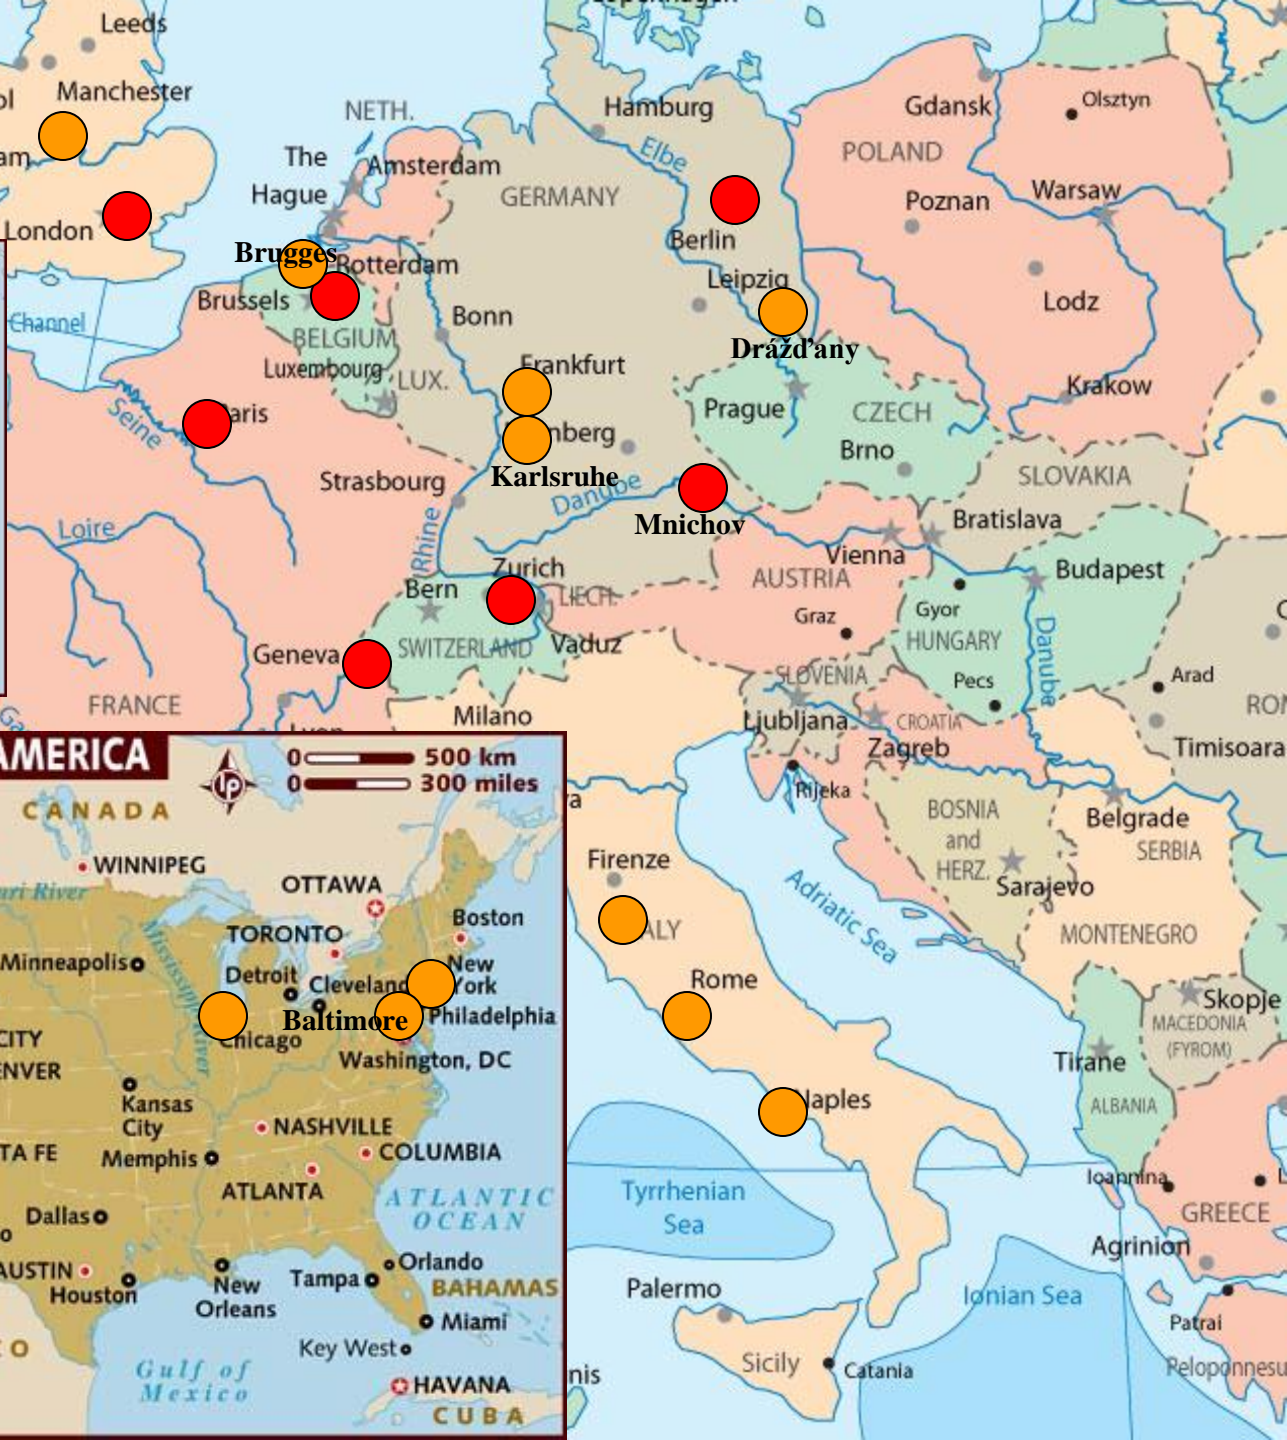 Leeds
Manchester
NETH.
Hamburg
Elbe
Gdansk
Olsztyn
POLAND
The
Hague
Amsterdam
GERMANY
Warsaw
Poznan
London
Berlin
Brugges
Rotterdam
Leipzig
Lodz
Brussels
Channel
BELGIUM
Bonn
Drážďany
Luxembourg
LUX.
Frankfurt
Prague
CZECH
Krakow
Seine
Brno
Strasbourg
Karlsruhe
Danube
SLOVAKIA
Mnichov
Bratislava
Loire
Rhine
Vienna
Zurich
Bern
LIECH.
AUSTRIA
Budapest
Graz
Gyor
HUNGARY
Danube
Geneva
SWITZERLAND
Vaduz
SLOVENIA
Pecs
Arad
FRANCE
Milano
Ljubljana
CROATIA
Zagreb
Timisoara
Rijeka
BOSNIA
and
HERZ.
Belgrade
SERBIA
Sarajevo
Firenze
Adriatic Sea
MONTENEGRO
Rome
Skopje
MACEDONIA
(FYROM)
Tirane
ALBANIA
Naples
Ioannina
Tyrrhenian
Sea
GREECE
Agrinion
Palermo
Ionian Sea
Patrai
Sicily
Catania
AMERICA
0 500 km
0 300 miles
lp
CANADA
WINNIPEG
OTTAWA
Boston
TORONTO
Mississippi River
Minneapolis
Detroit
Cleveland
New
York
Baltimore
Philadelphia
Chicago
Washington, DC
Kansas
City
NASHVILLE
Memphis
COLUMBIA
ATLANTA
ATLANTIC
OCEAN
Dallas
Orlando
AUSTIN
Houston
New
Orleans
Tampa
BAHAMAS
Miami
Key West
Gulf of
Mexico
HAVANA
CUBA